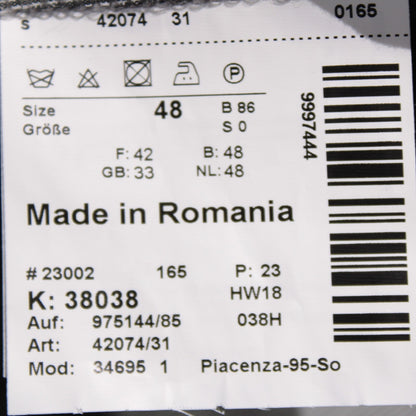 s 42074 31 0165
P
Size 48 B 86
Größe S 0
F: 42 B: 48
GB: 33 NL: 48
9997444
Made in Romania
# 23002 165 P: 23
K: 38038 HW18
Auf: 975144/85 038H
Art: 42074/31
Mod: 34695 1 Piacenza-95-So